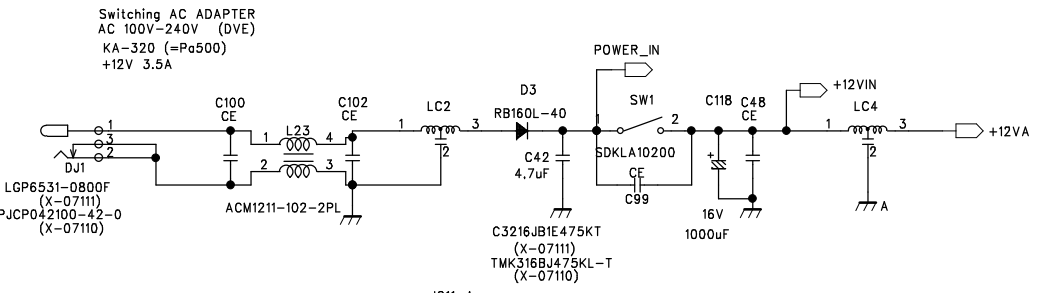 Switching AC ADAPTER
AC 100V-240V (DVE)
KA-320 (=Pa500)
+12V 3.5A
POWER_IN
D3
RB160L-40
SW1
C118
C48
CE
+12VIN
LC4
C100
CE
C102
CE
LC2
L23
1
3
2
1
4
2
3
1
3
2
1
2
1
3
2
+12VA
DJ1
LGP6531-0800F
(X-07111)
PJCP042100-42-0
(X-07110)
ACM1211-102-2PL
C42
4.7uF
SDKLA10200
CE
C99
+
16V
1000uF
A
C3216JB1E475KT
(X-07111)
TMK316BJ475KL-T
(X-07110)